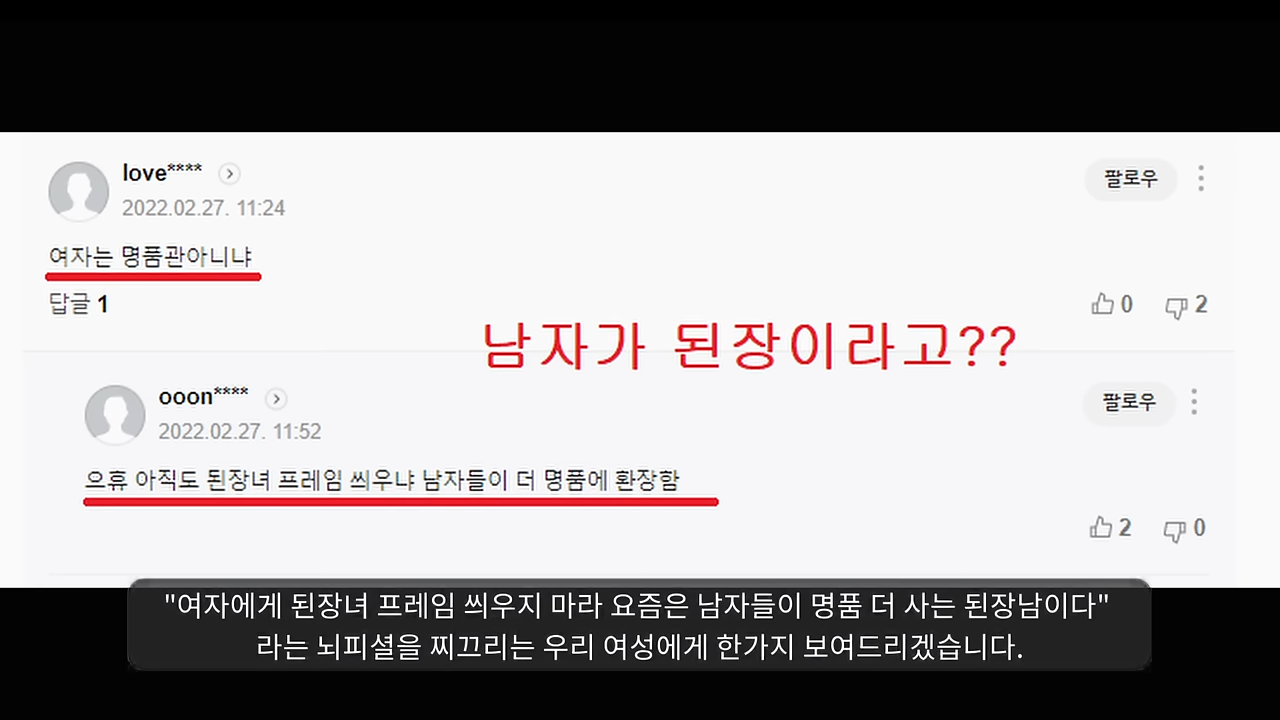 love****
2022.02.27. 11:24
팔로우
여자는 명품관아니냐
답글 1
0
2
남자가 된장이라고??
ooon****
2022.02.27. 11:52
팔로우
으휴 아직도 된장녀 프레임 씌우냐 남자들이 더 명품에 환장함
2
0
"여자에게 된장녀 프레임 씌우지 마라 요즘은 남자들이 명품 더 사는 된장남이다"
라는 뇌피셜을 찌끄리는 우리 여성에게 한가지 보여드리겠습니다.